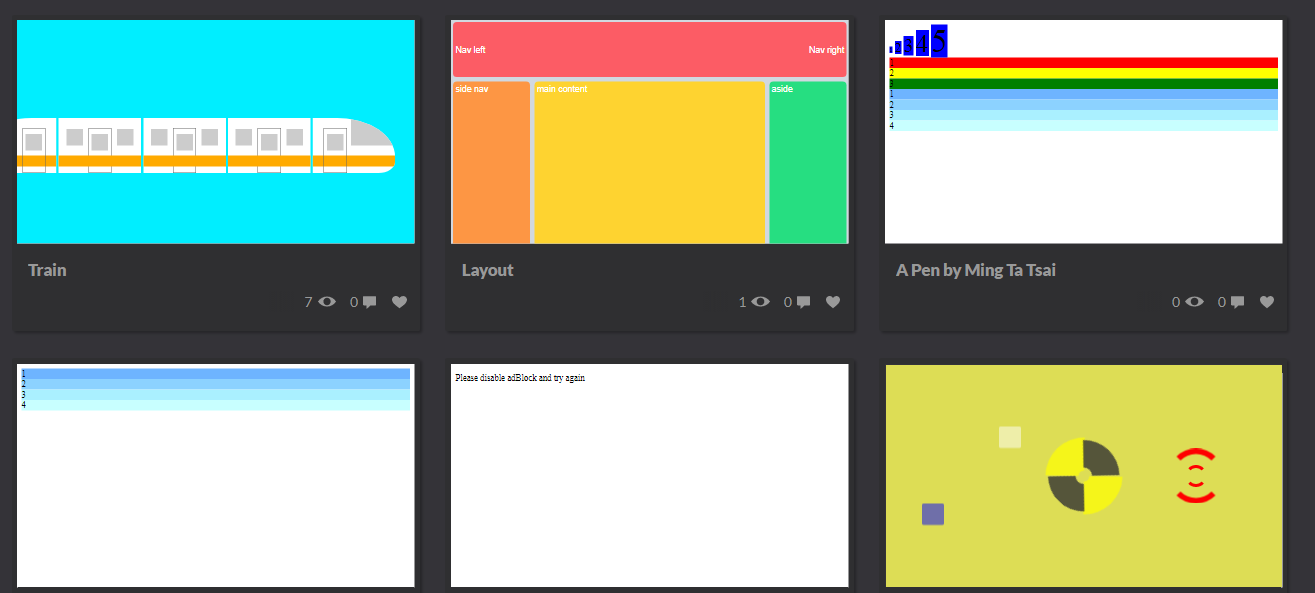 Nav left
Nav right
side nav
main content
aside
5
1
2
3
1
2
3
4
Train
Layout
A Pen by Ming Ta Tsai
7 0
1 0
0 0
1
2
3
4
Please disable adBlock and try again